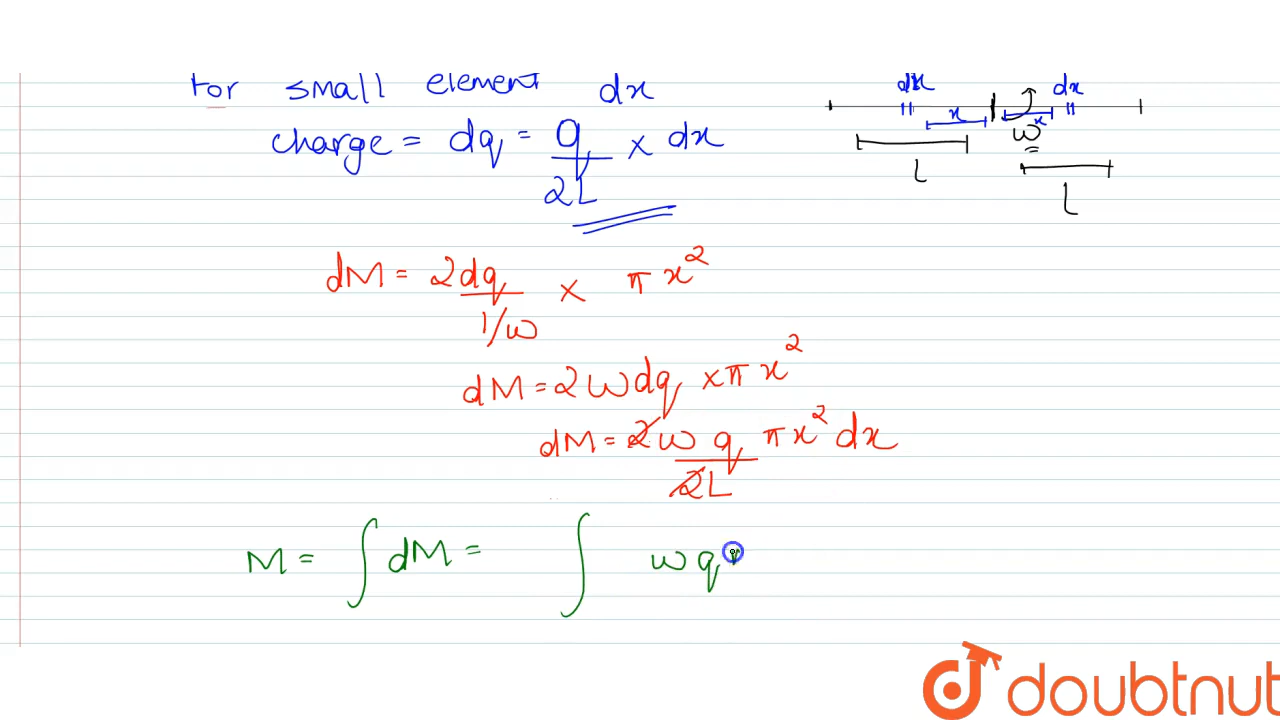 for small element dx
charge = dq = q/2L × dx
dx dx
x x
ω
L L
dM = 2dq/(1/ω) × πx²
dM = 2ωdq × πx²
dM = 2ω q/2L πx² dx
M = ∫ dM = ∫ ωq
doubtnut